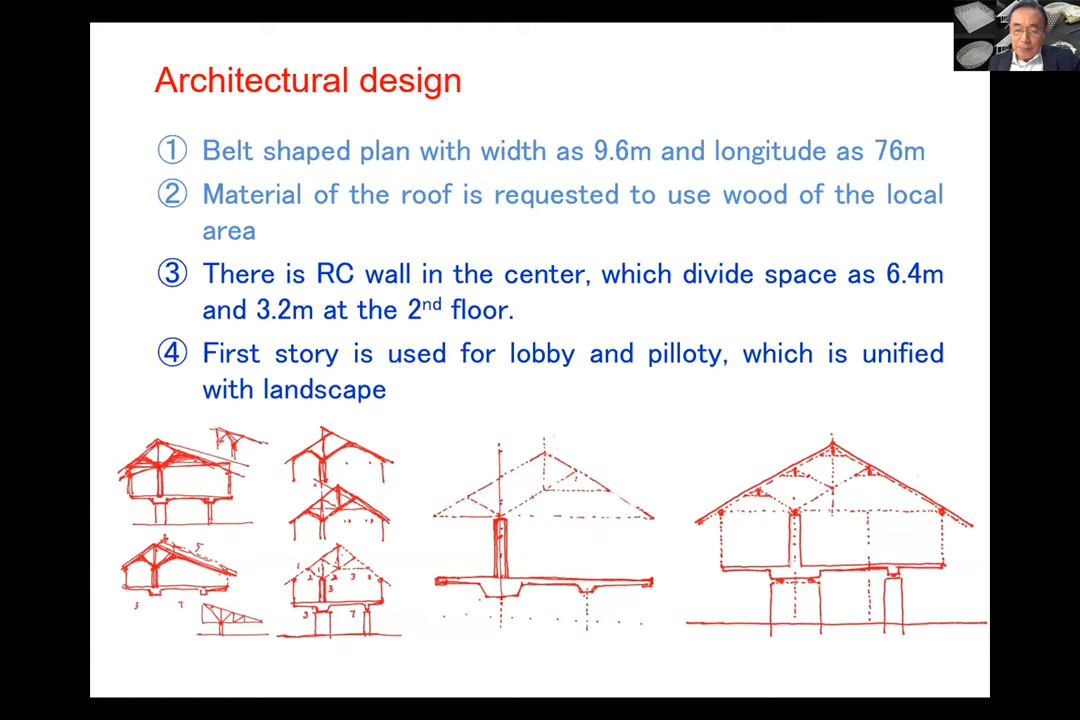 Architectural design
① Belt shaped plan with width as 9.6m and longitude as 76m
② Material of the roof is requested to use wood of the local
area
③ There is RC wall in the center, which divide space as 6.4m
and 3.2m at the 2nd floor.
④ First story is used for lobby and pilloty, which is unified
with landscape